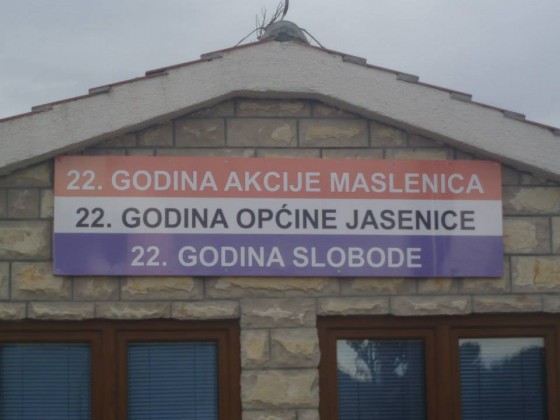 22. GODINA AKCIJE MASLENICA
22. GODINA OPĆINE JASENICE
22. GODINA SLOBODE